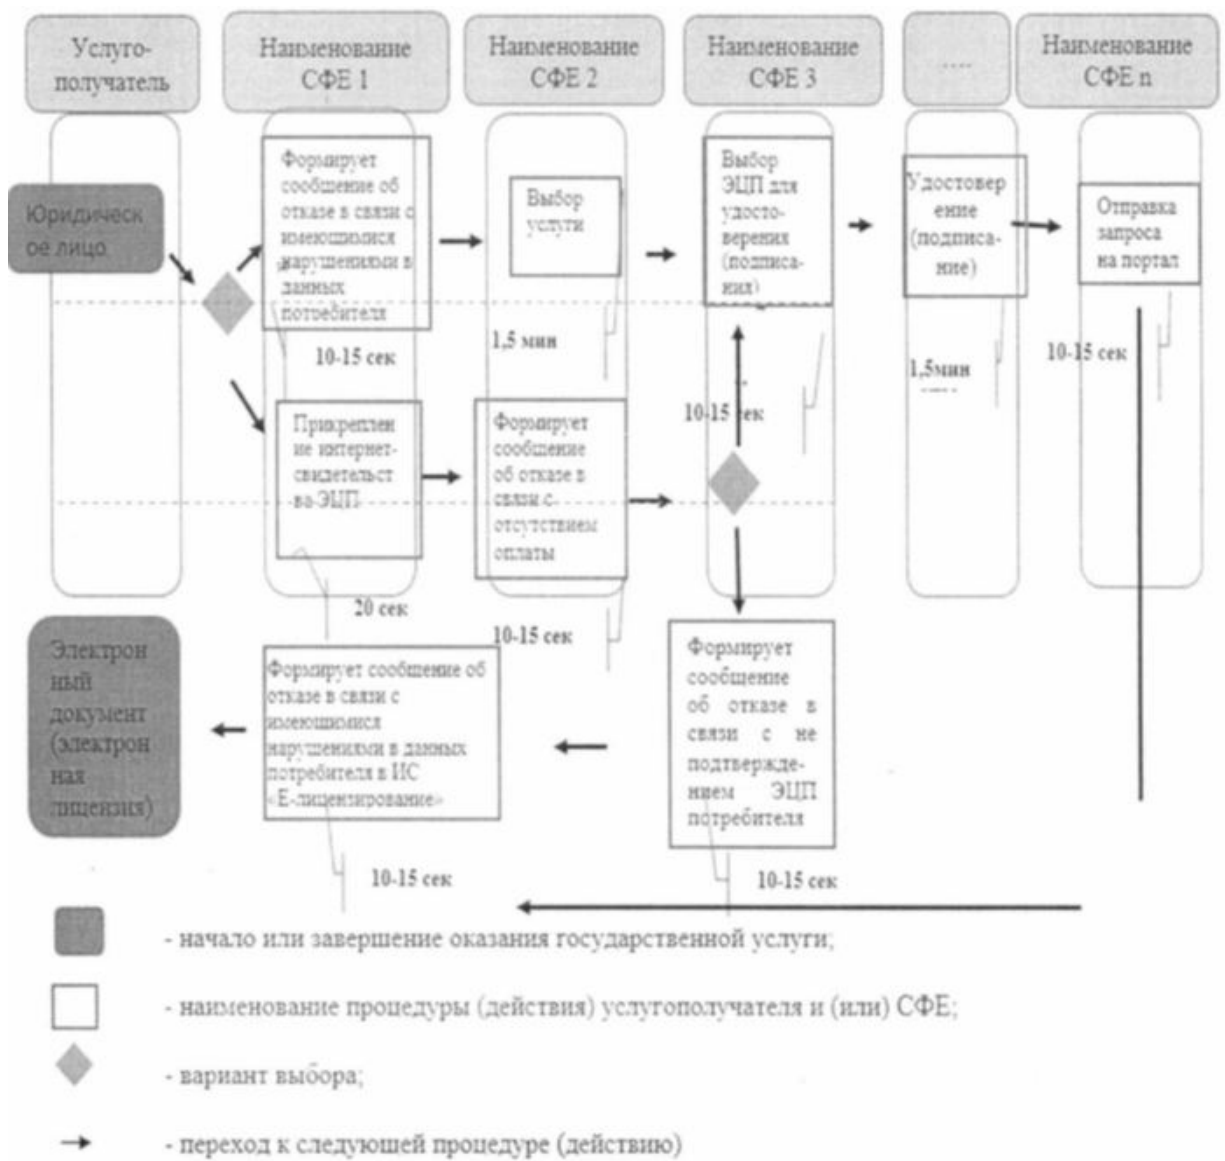 Услуго-
получатель
Наименование
СФЕ 1
Наименование
СФЕ 2
Наименование
СФЕ 3
....
Наименование
СФЕ n
Юридическ
ое лицо
Формирует
сообщение об
отказе в связи с
имеющимися
нарушениями в
данных
потребителя
10-15 сек
Выбор
услуги
1,5 мин
Выбор
ЭЦП для
удосто-
верения
(подписа-
ния)
10-15 сек
Удостовер
ение
(подписа-
ние)
1,5мин
Отправка
запроса
на портал
10-15 сек
Прикреплен
ие интернет-
свидетельст
ва ЭЦП
20 сек
Формирует
сообщение
об отказе в
связи с
отсутствием
оплаты
10-15 сек
Формирует
сообщение
об отказе в
связи с не
подтвержде-
нием ЭЦП
потребителя
10-15 сек
Формирует сообщение об
отказе в связи с
имеющимися
нарушениями в данных
потребителя в ИС
«Е-лицензирование»
10-15 сек
Электрон
ный
документ
(электрон
ная
лицензия)
- начало или завершение оказания государственной услуги;
- наименование процедуры (действия) услугополучателя и (или) СФЕ;
- вариант выбора;
- переход к следующей процедуре (действию)